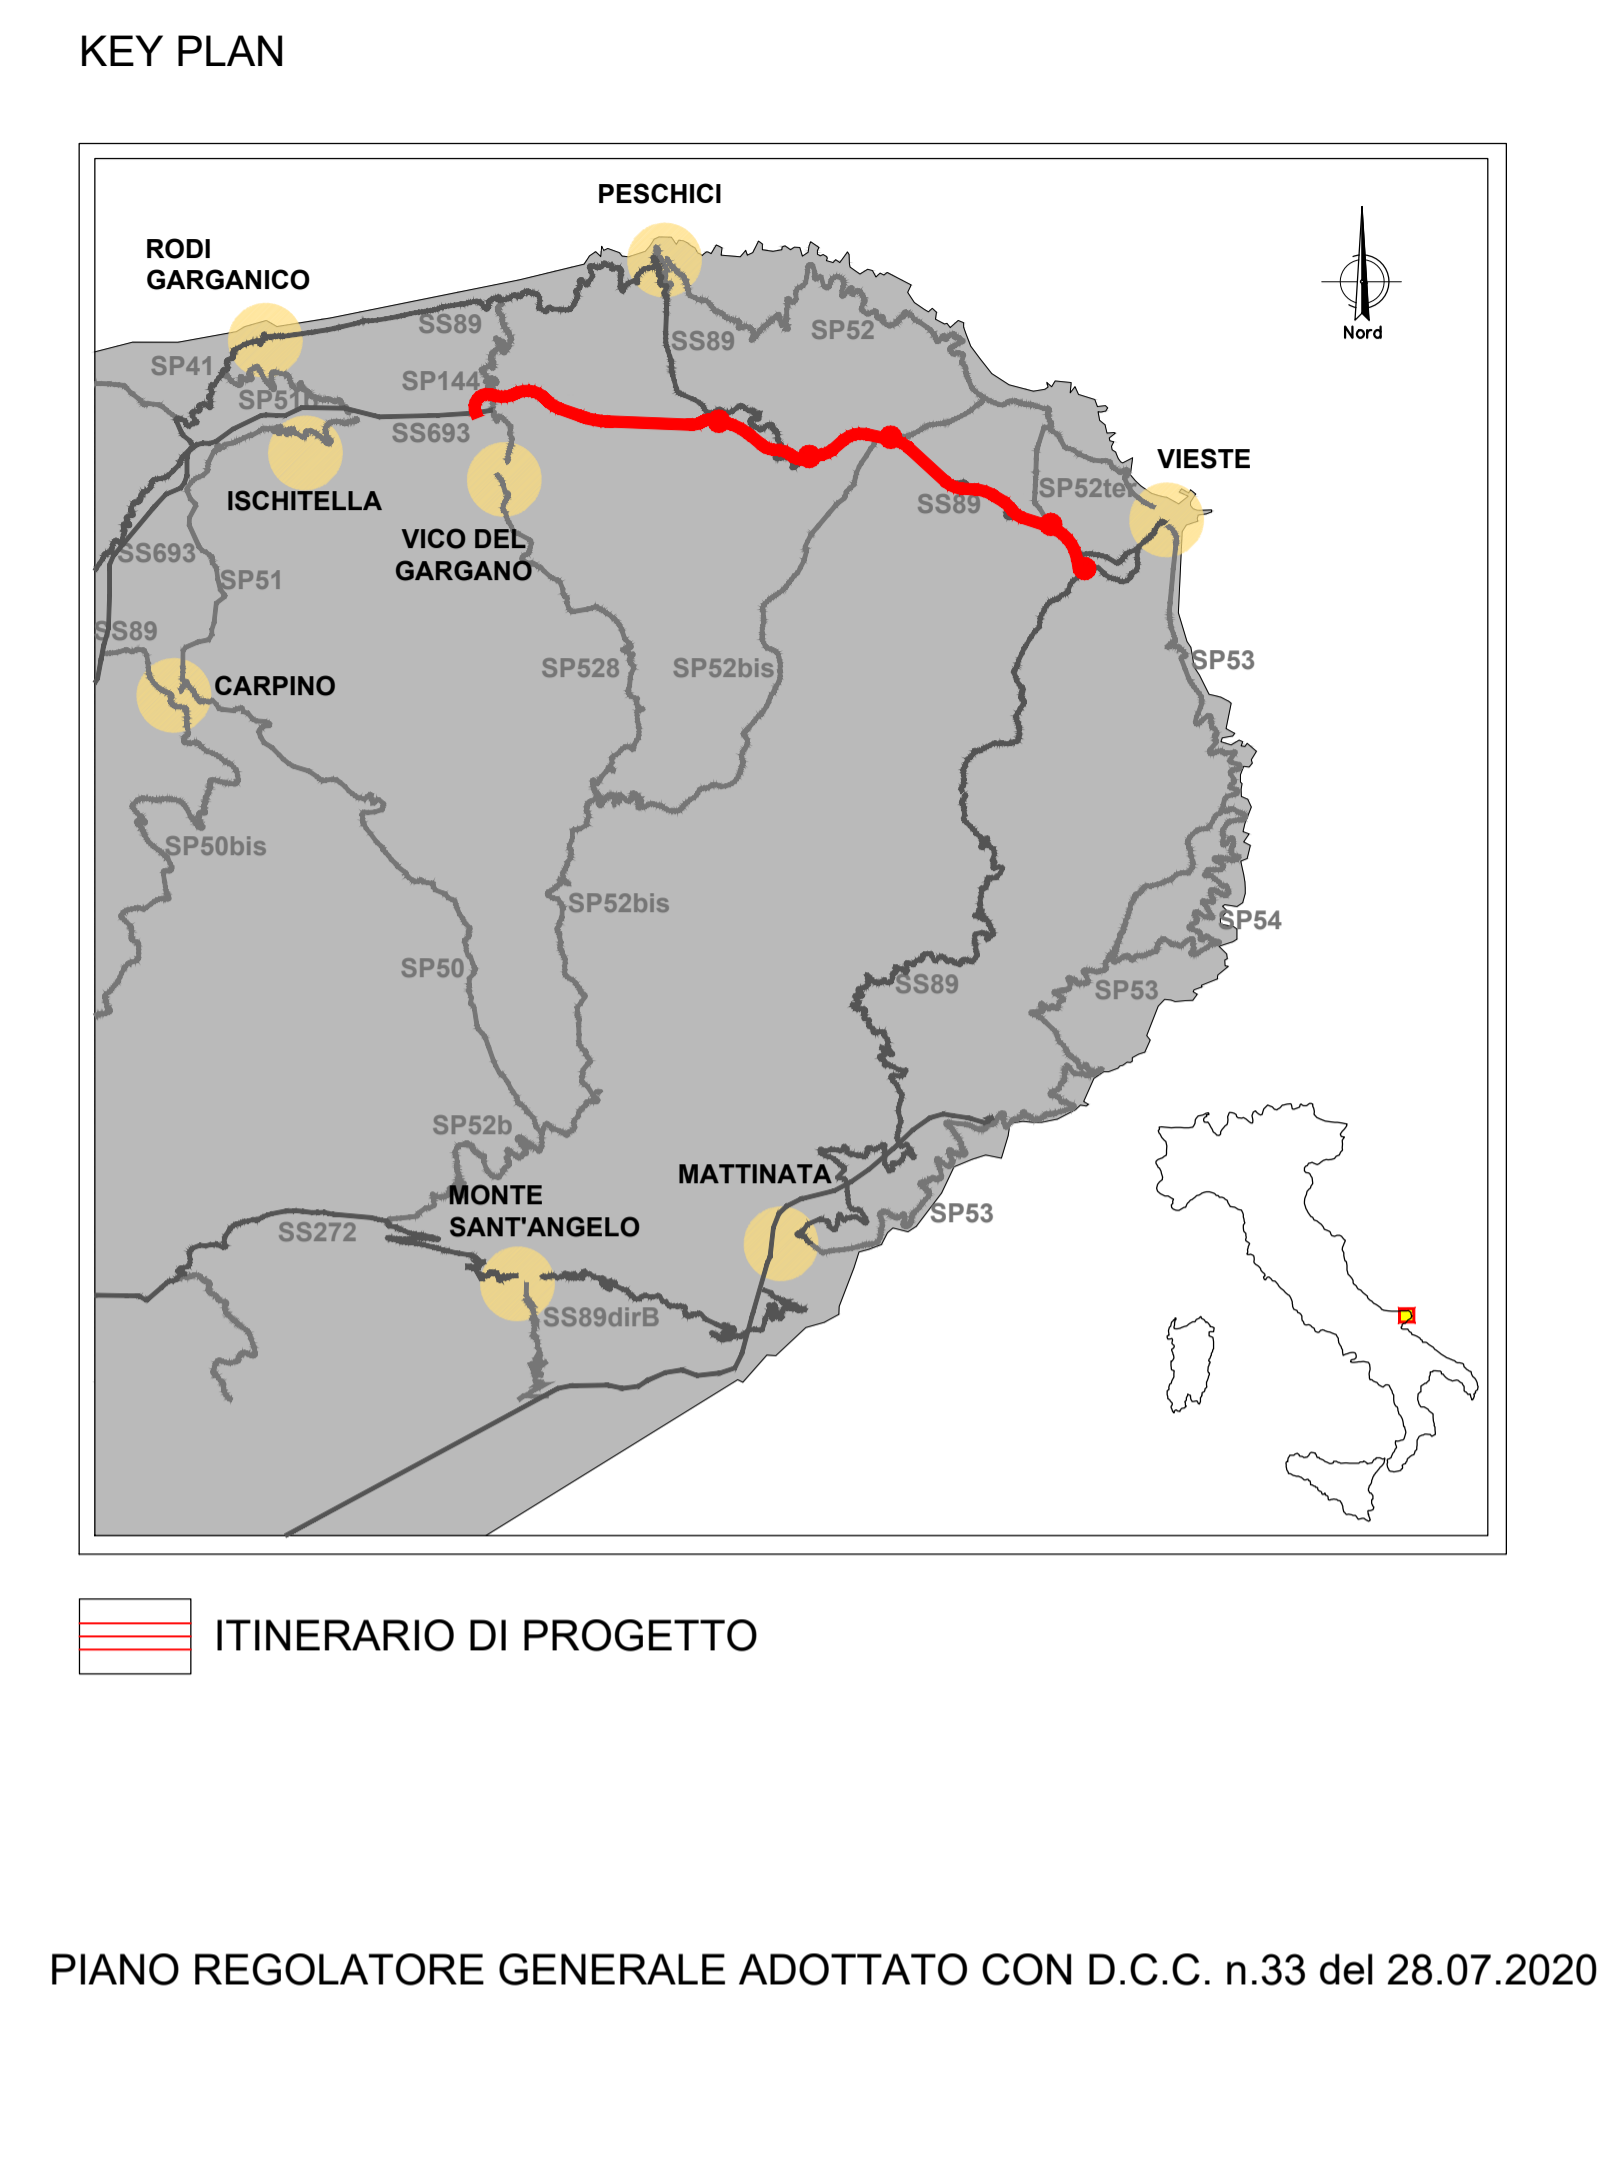 KEY PLAN
PESCHICI
RODI
GARGANICO
Nord
SS89
SP52
SS89
SP41
SP144
SP51b
SS693
VIESTE
SP52ter
ISCHITELLA
SS89
VICO DEL
GARGANO
SS693
SP51
SS89
SP528
SP52bis
SP53
CARPINO
SP50bis
SP52bis
SP54
SP50
SS89
SP53
SP52b
MATTINATA
MONTE
SANT'ANGELO
SP53
SS272
SS89dirB
ITINERARIO DI PROGETTO
PIANO REGOLATORE GENERALE ADOTTATO CON D.C.C. n.33 del 28.07.2020